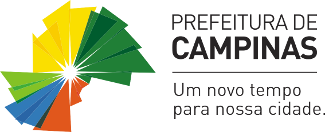 PREFEITURA DE
CAMPINAS
Um novo tempo
para nossa cidade.